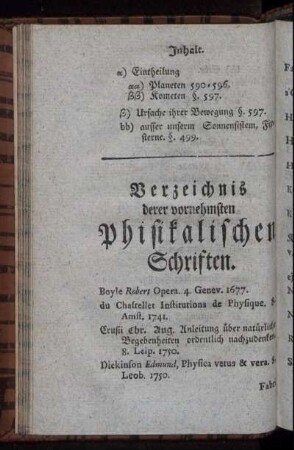 Inhalt.
α) Eintheilung
αα) Planeten 590-596.
ββ) Kometen §. 597.
β) Ursache ihrer Bewegung §. 597.
bb) ausser unserm Sonnensistem, Fix-
sterne. §. 499.
Verzeichnis
derer vornehmsten
Phisikalischen
Schriften.
Boyle Robert Opera. 4. Genev. 1677.
du Chastellet Institutions de Physique. 8.
Amst. 1741.
Crusii Chr. Aug. Anleitung über natürliche
Begebenheiten ordentlich nachzudenken.
8. Leip. 1750.
Dickinson Edmund, Physica vetus & vera.
Leob. 1750.